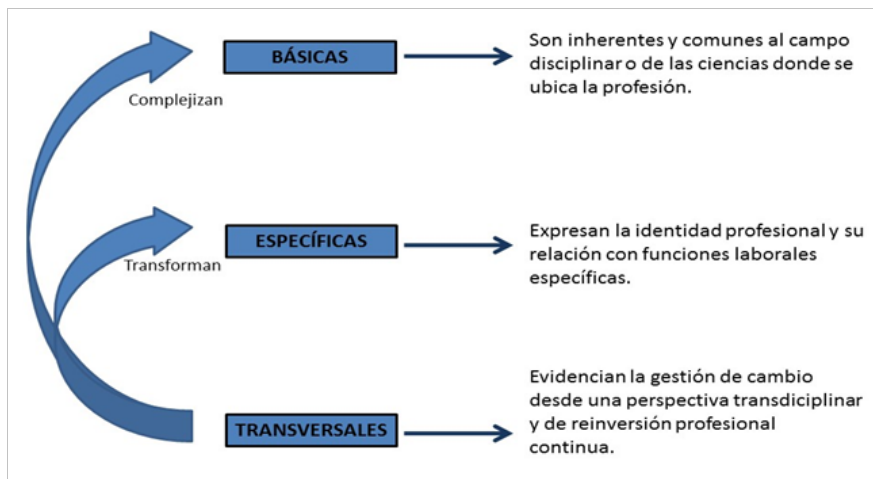 BÁSICAS
Son inherentes y comunes al campo
disciplinar o de las ciencias donde se
ubica la profesión.
Complejizan
ESPECÍFICAS
Expresan la identidad profesional y su
relación con funciones laborales
específicas.
Transforman
TRANSVERSALES
Evidencian la gestión de cambio
desde una perspectiva transdiciplinar
y de reinversión profesional
continua.